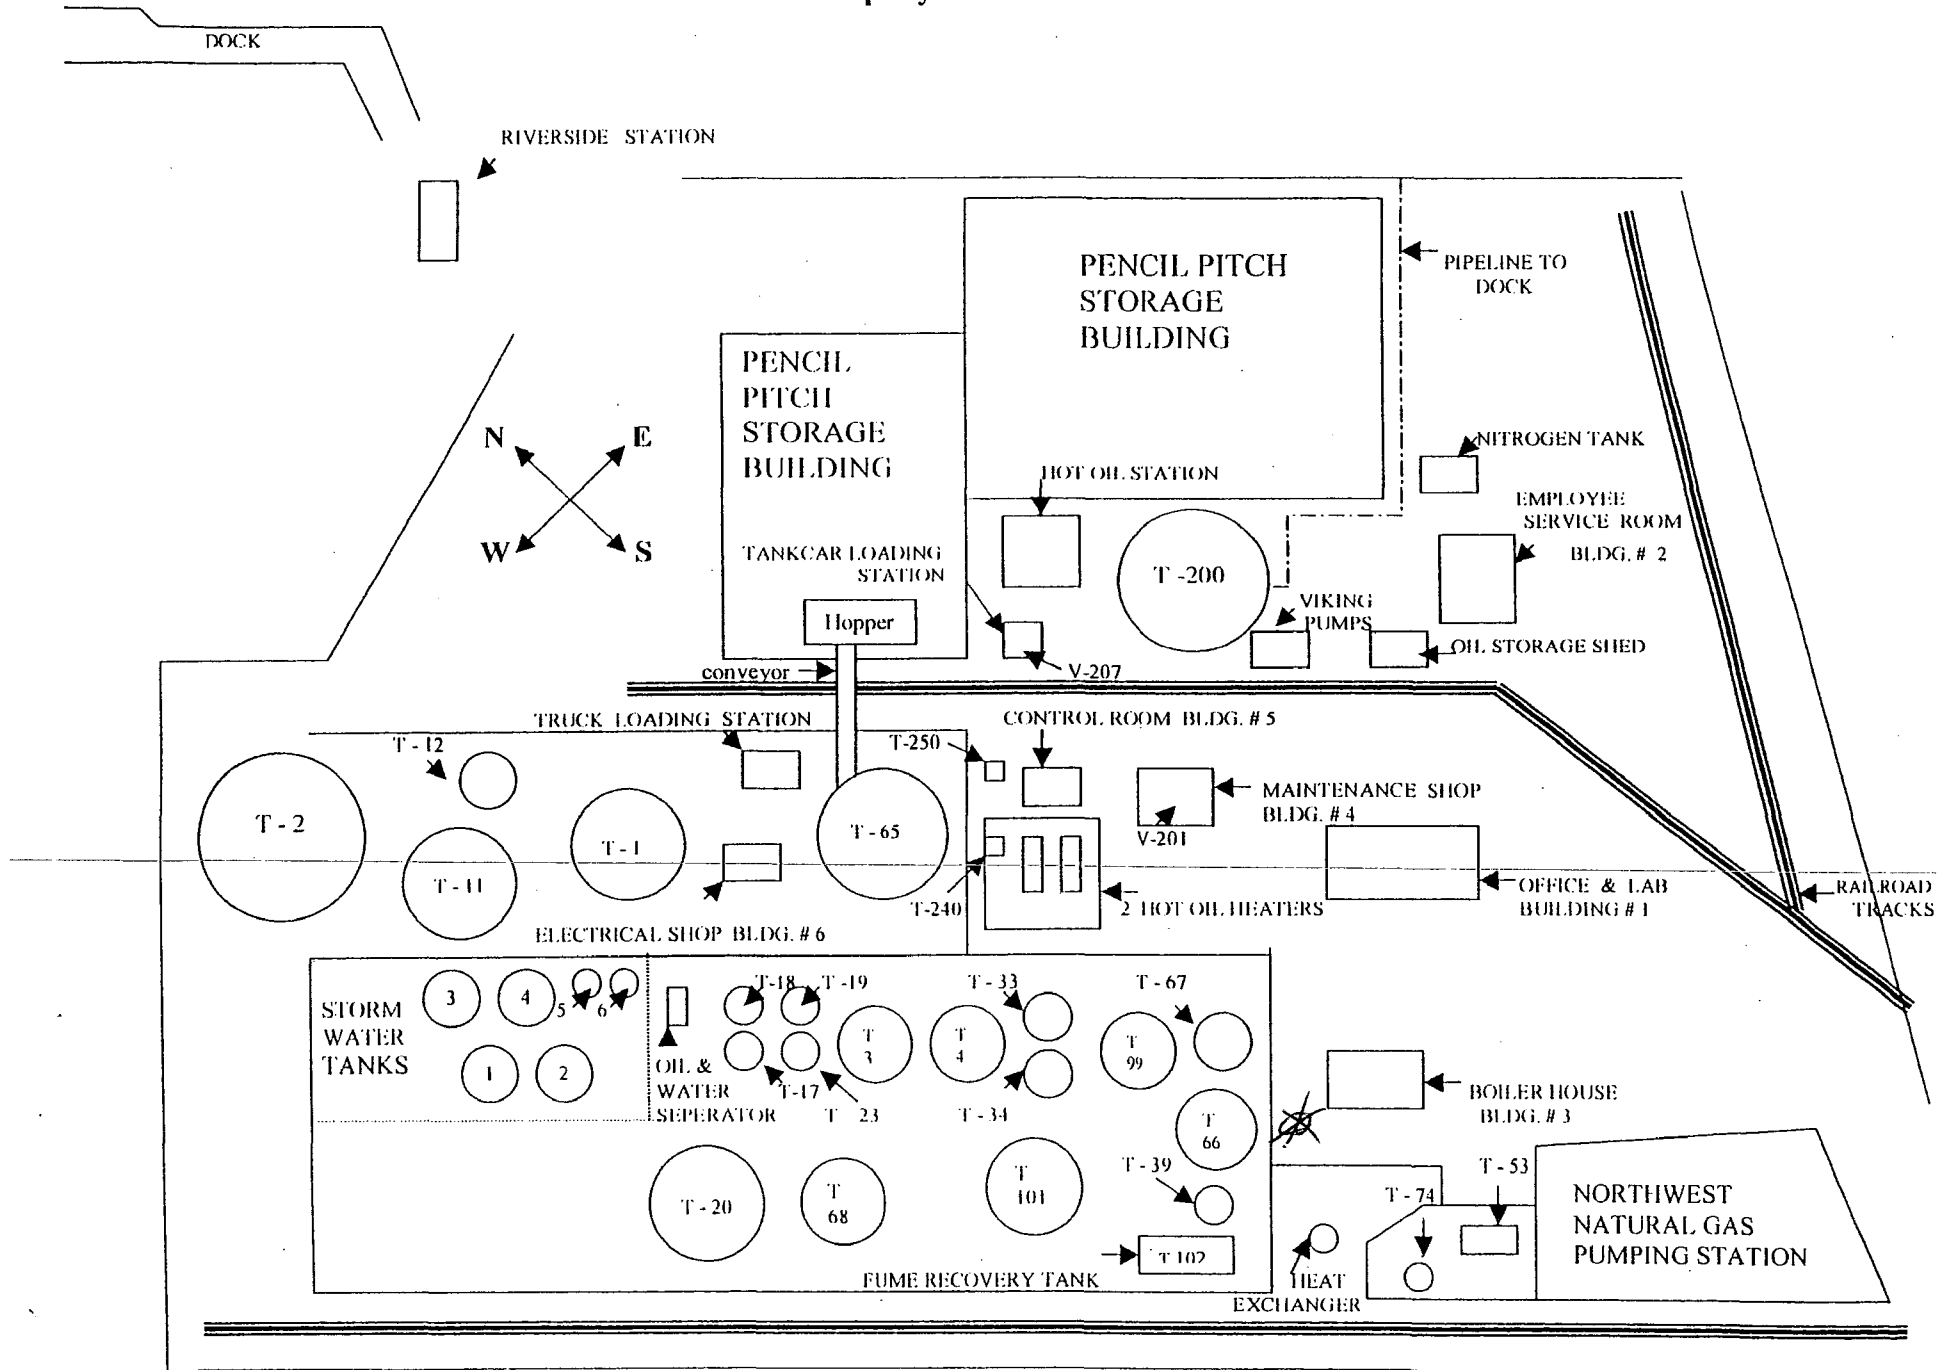 DOCK
RIVERSIDE STATION
PENCIL PITCH
STORAGE
BUILDING
PIPELINE TO
DOCK
PENCIL
PITCH
STORAGE
BUILDING
N
E
W
S
HOT OIL STATION
NITROGEN TANK
EMPLOYEE
SERVICE ROOM
BLDG. # 2
TANKCAR LOADING
STATION
T -200
Hopper
VIKING
PUMPS
OIL STORAGE SHED
conveyor
V-207
TRUCK LOADING STATION
CONTROL ROOM BLDG. # 5
T - 12
T-250
T - 2
T - 1
T - 65
MAINTENANCE SHOP
BLDG. # 4
V-201
T - 11
T-240
2 HOT OIL HEATERS
OFFICE & LAB
BUILDING # 1
RAILROAD
TRACKS
ELECTRICAL SHOP BLDG. # 6
STORM
WATER
TANKS
3
4
5
6
1
2
T-18
T -19
T - 33
T - 67
T
3
T
4
T
99
OIL &
WATER
SEPERATOR
T-17
T 23
T -34
T
66
BOILER HOUSE
BLDG. # 3
T - 20
T
68
T
101
T - 39
T - 53
T - 74
NORTHWEST
NATURAL GAS
PUMPING STATION
T 102
FUME RECOVERY TANK
HEAT
EXCHANGER